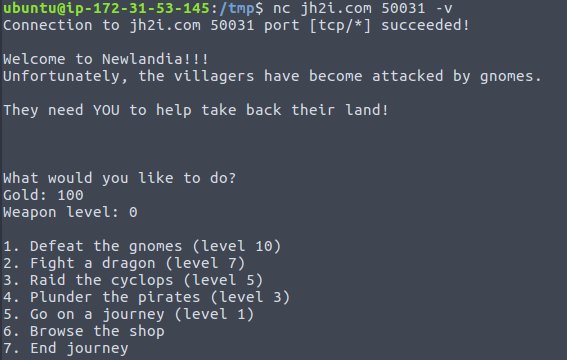 ubuntu@ip-172-31-53-145:/tmp$ nc jh2i.com 50031 -v
Connection to jh2i.com 50031 port [tcp/*] succeeded!
Welcome to Newlandia!!!
Unfortunately, the villagers have become attacked by gnomes.
They need YOU to help take back their land!
What would you like to do?
Gold: 100
Weapon level: 0
1. Defeat the gnomes (level 10)
2. Fight a dragon (level 7)
3. Raid the cyclops (level 5)
4. Plunder the pirates (level 3)
5. Go on a journey (level 1)
6. Browse the shop
7. End journey